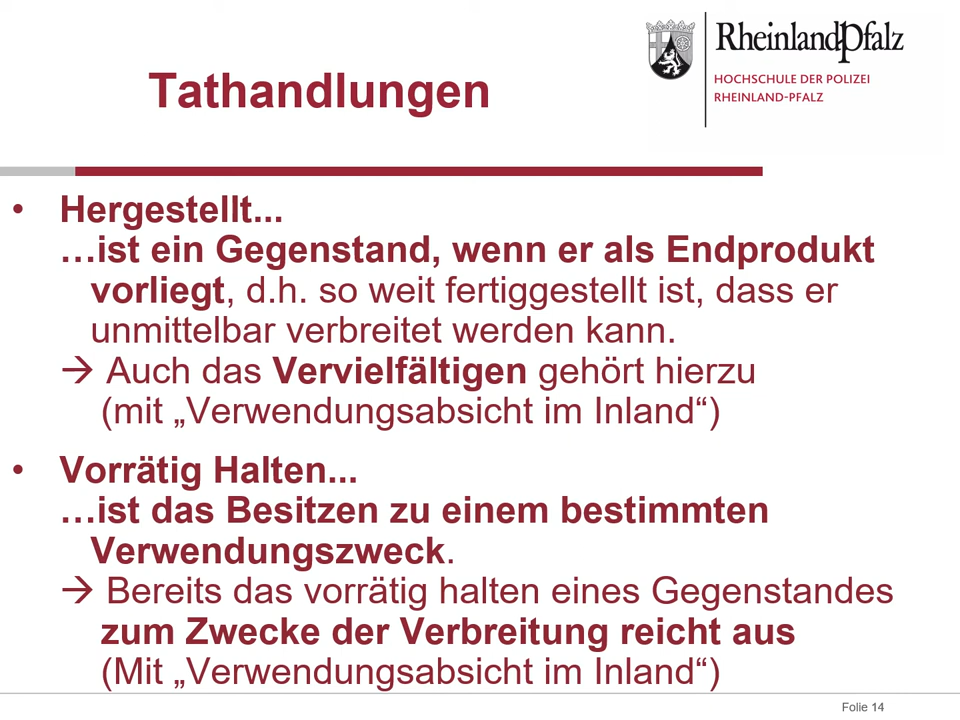 Tathandlungen
RheinlandPfalz
HOCHSCHULE DER POLIZEI
RHEINLAND-PFALZ
• Hergestellt...
…ist ein Gegenstand, wenn er als Endprodukt
vorliegt, d.h. so weit fertiggestellt ist, dass er
unmittelbar verbreitet werden kann.
→ Auch das Vervielfältigen gehört hierzu
(mit „Verwendungsabsicht im Inland“)
• Vorrätig Halten...
…ist das Besitzen zu einem bestimmten
Verwendungszweck.
→ Bereits das vorrätig halten eines Gegenstandes
zum Zwecke der Verbreitung reicht aus
(Mit „Verwendungsabsicht im Inland“)
Folie 14